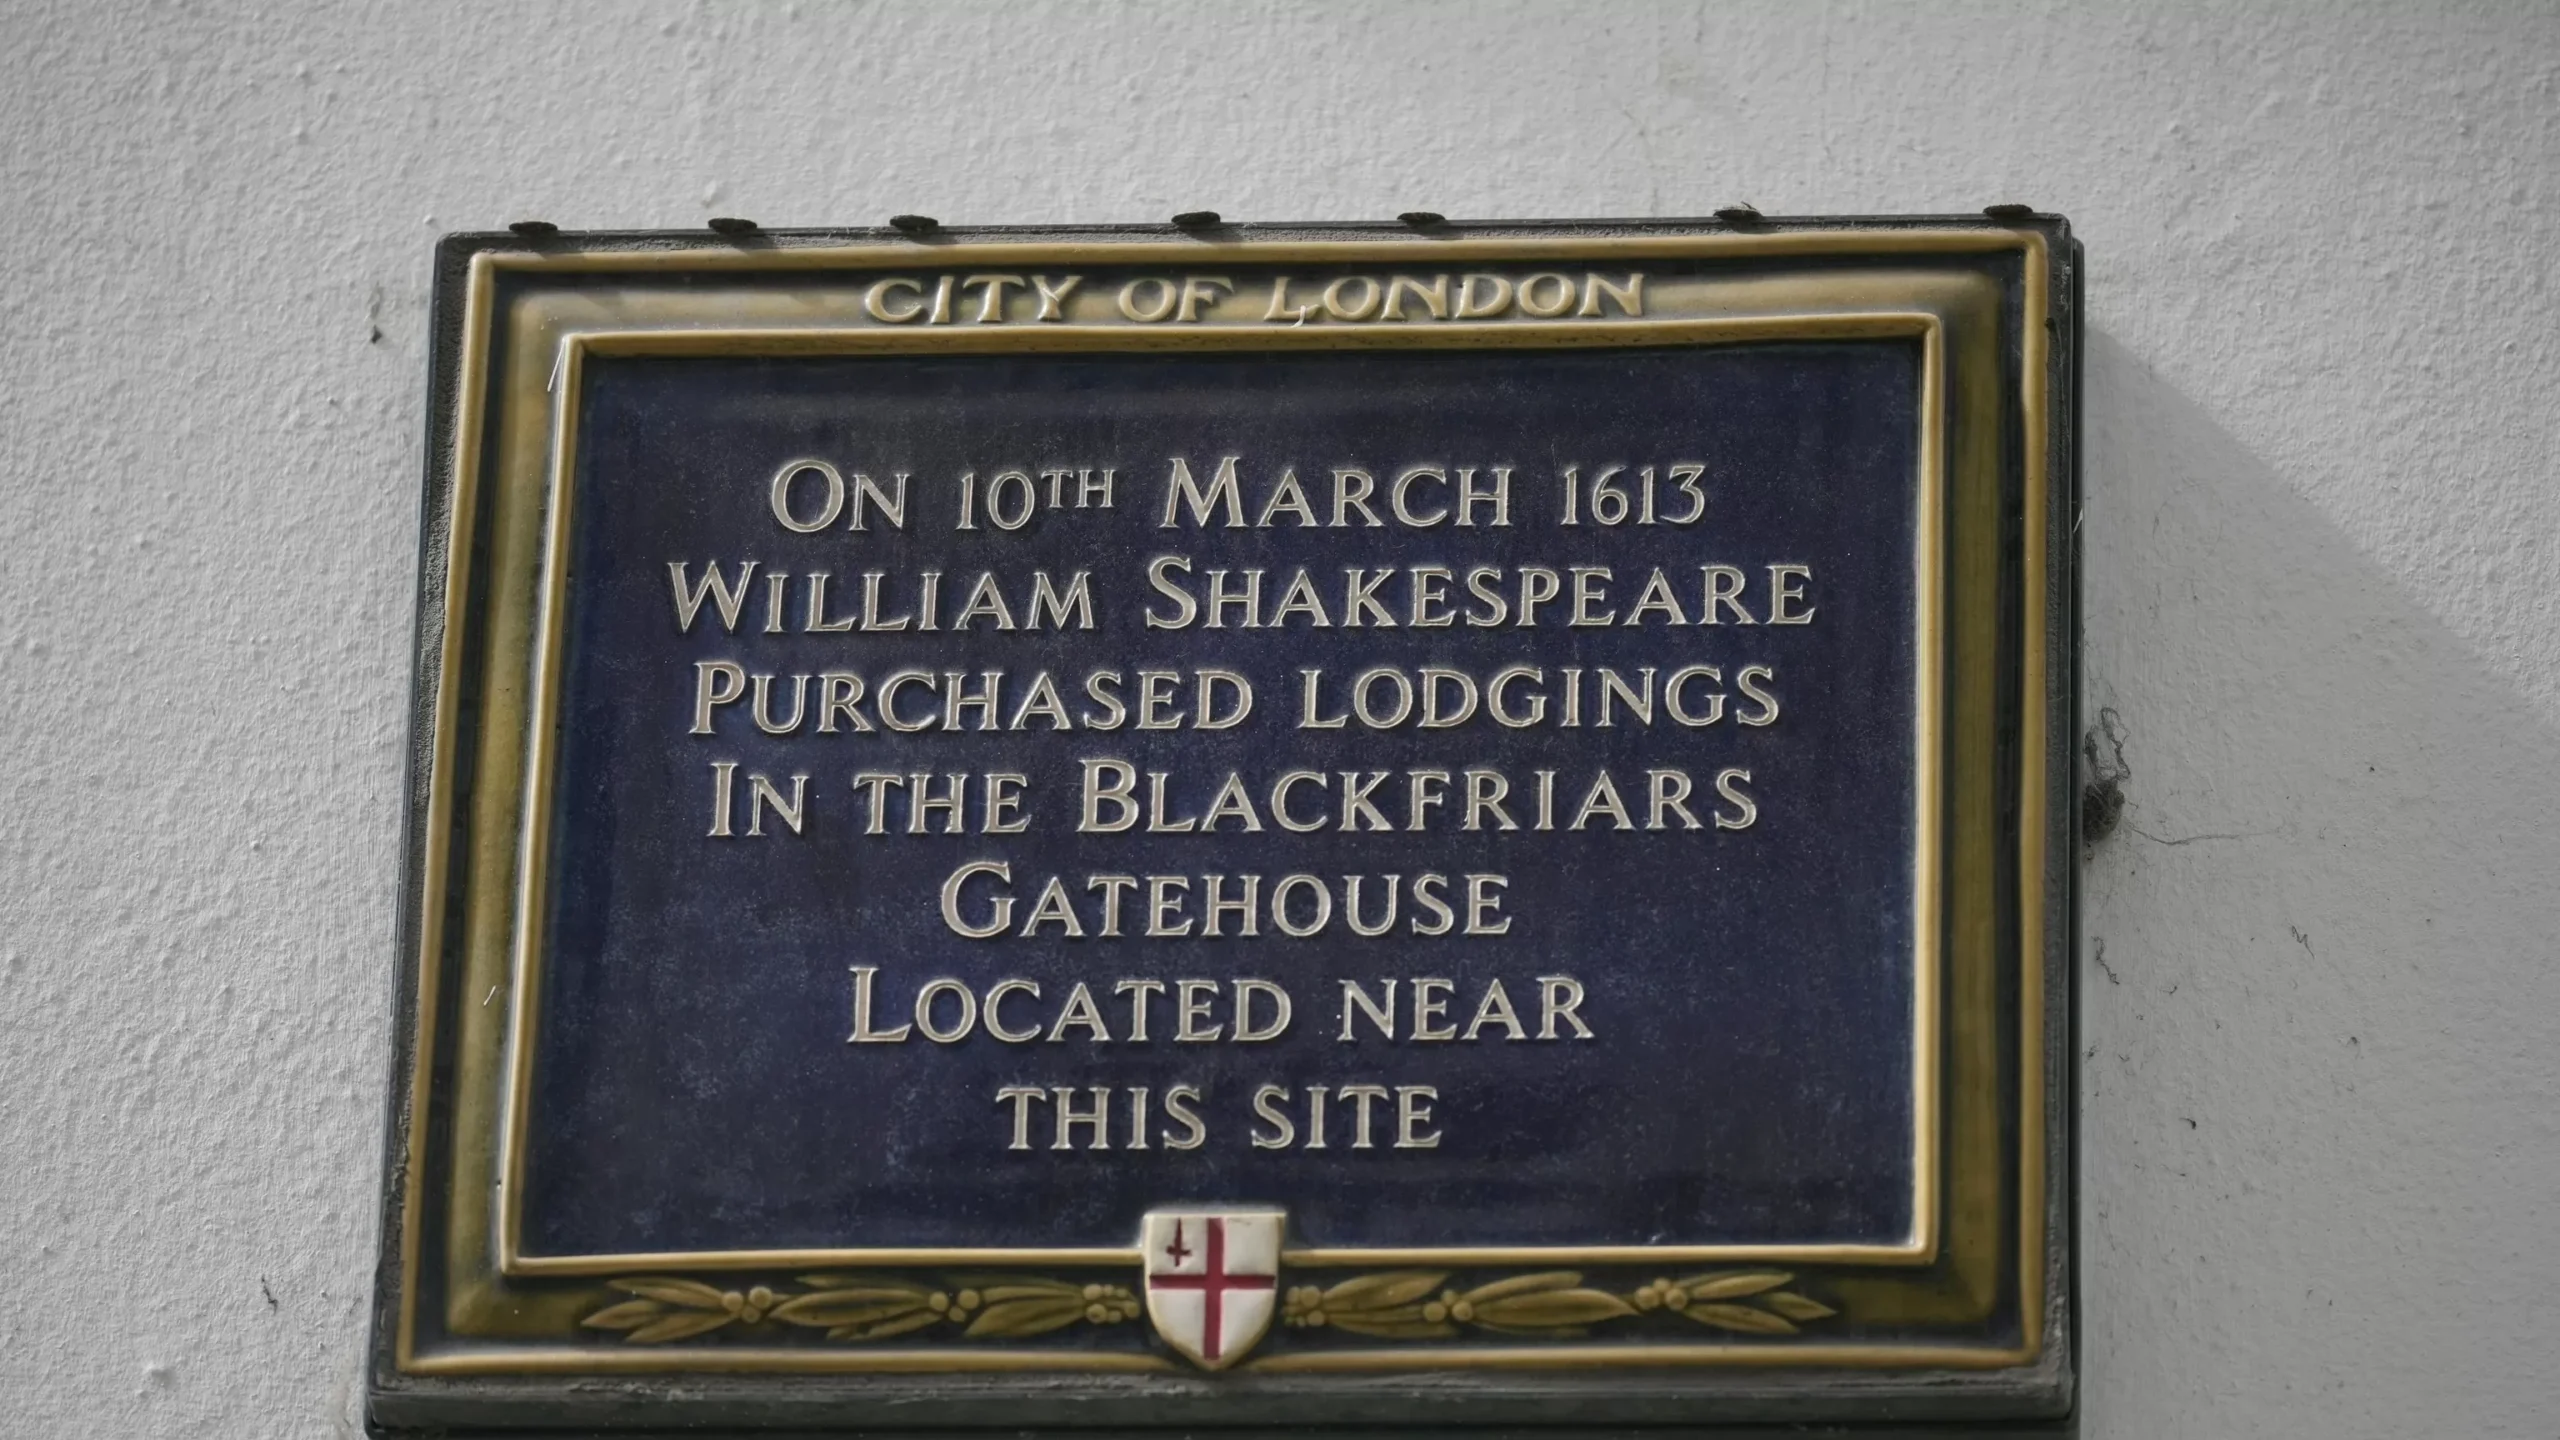 CITY OF LONDON
ON 10TH MARCH 1613
WILLIAM SHAKESPEARE
PURCHASED LODGINGS
IN THE BLACKFRIARS
GATEHOUSE
LOCATED NEAR
THIS SITE